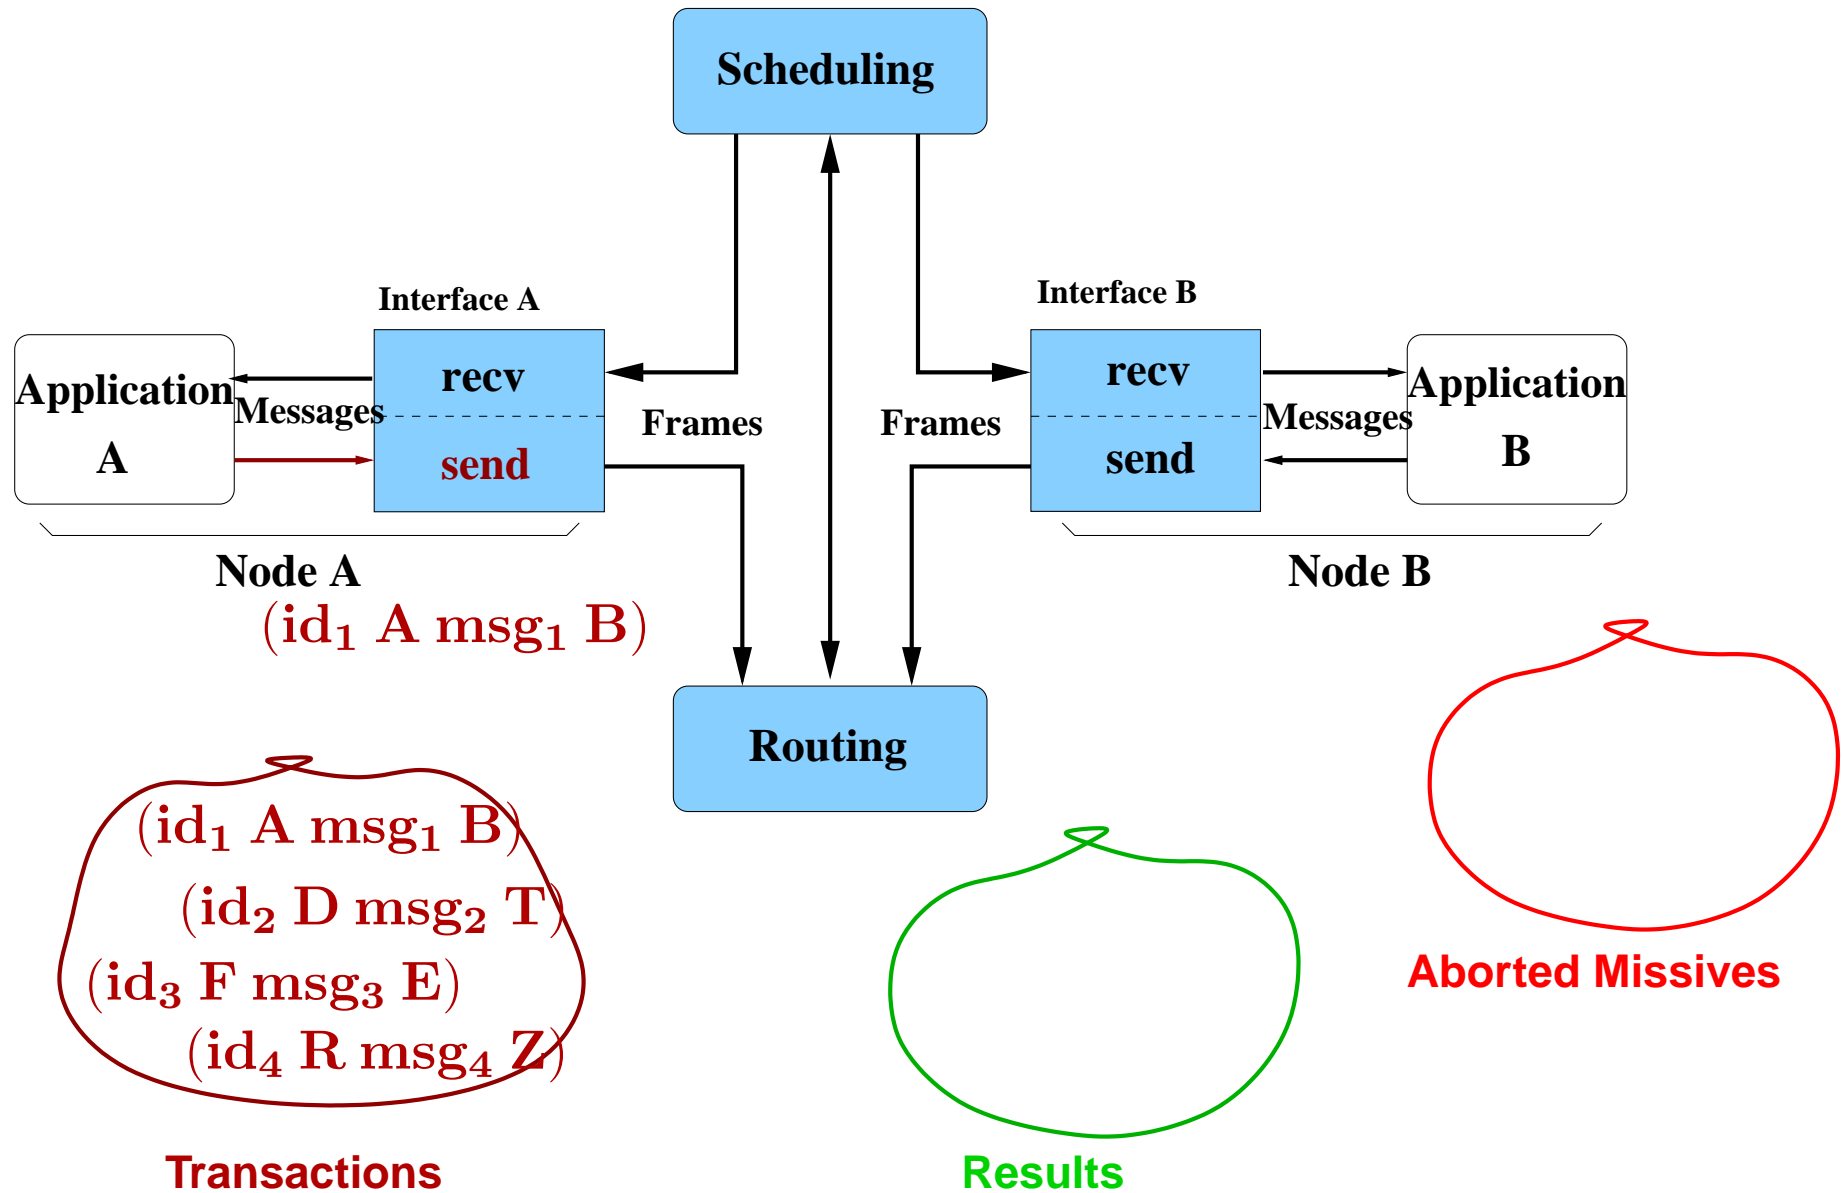 Scheduling
Interface A
Interface B
Application
A
Messages
recv
send
Frames
Frames
recv
send
Messages
Application
B
Node A
Node B
(id₁ A msg₁ B)
Routing
(id₁ A msg₁ B)
(id₂ D msg₂ T)
(id₃ F msg₃ E)
(id₄ R msg₄ Z)
Transactions
Results
Aborted Missives